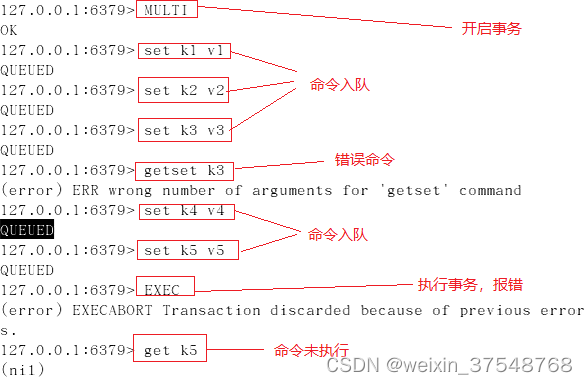 127.0.0.1:6379> MULTI
开启事务
OK
127.0.0.1:6379> set k1 v1
QUEUED
命令入队
127.0.0.1:6379> set k2 v2
QUEUED
127.0.0.1:6379> set k3 v3
QUEUED
错误命令
127.0.0.1:6379> getset k3
(error) ERR wrong number of arguments for 'getset' command
127.0.0.1:6379> set k4 v4
QUEUED
命令入队
127.0.0.1:6379> set k5 v5
QUEUED
127.0.0.1:6379> EXEC
执行事务，报错
(error) EXECABORT Transaction discarded because of previous error
s.
127.0.0.1:6379> get k5
命令未执行
(nil)
CSDN @weixin_37548768